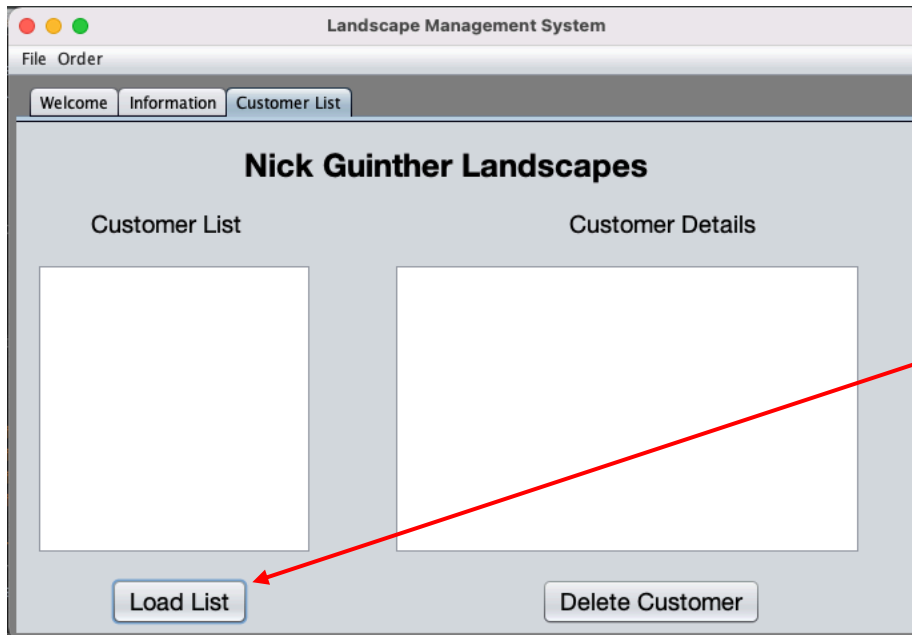 Landscape Management System
File Order
Welcome Information Customer List
Nick Guinther Landscapes
Customer List Customer Details
Load List Delete Customer